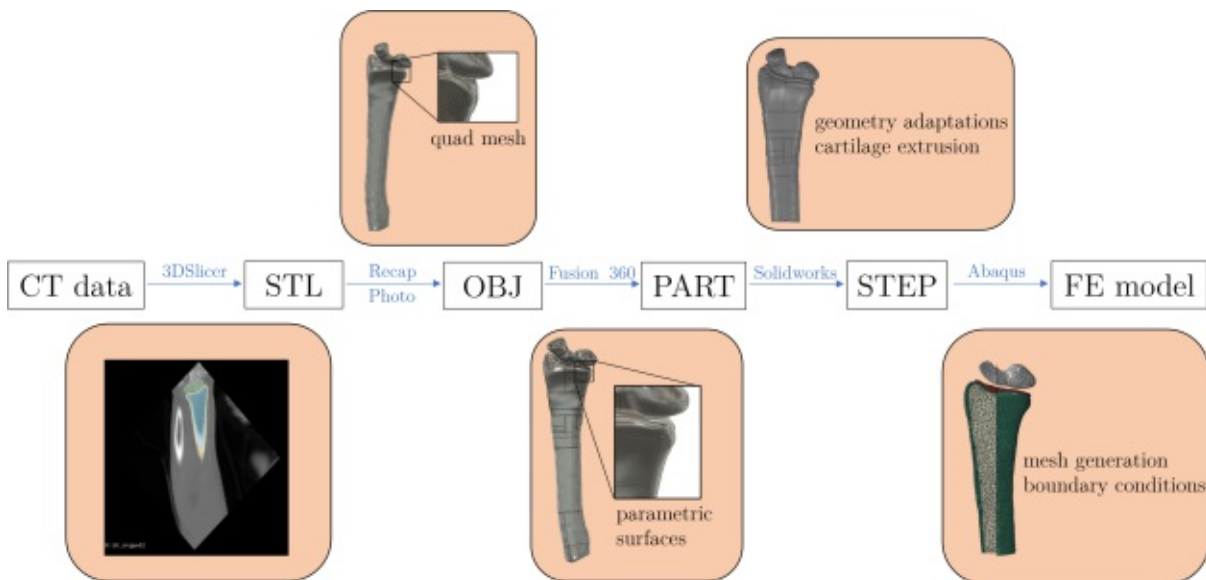 quad mesh
geometry adaptations
cartilage extrusion
CT data
3DSlicer
STL
Recap
Photo
OBJ
Fusion 360
PART
Solidworks
STEP
Abaqus
FE model
parametric
surfaces
mesh generation
boundary conditions